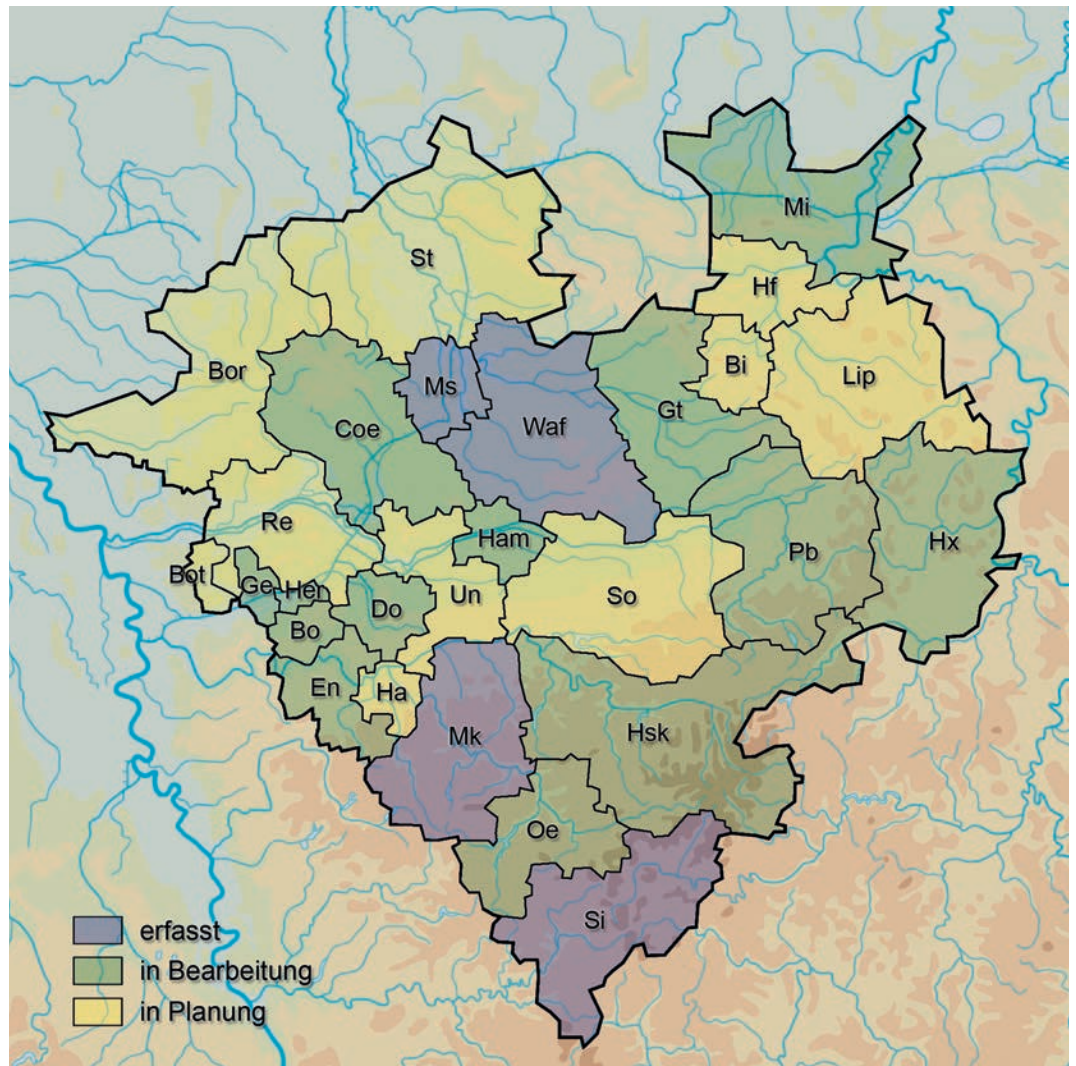 Mi
St
Hf
Bor
Bi
Lip
Ms
Gt
Coe
Waf
Re
Ham
Pb
Hx
Bot
Ge
Her
Do
Un
So
Bo
En
Ha
Mk
Hsk
Oe
Si
erfasst
in Bearbeitung
in Planung